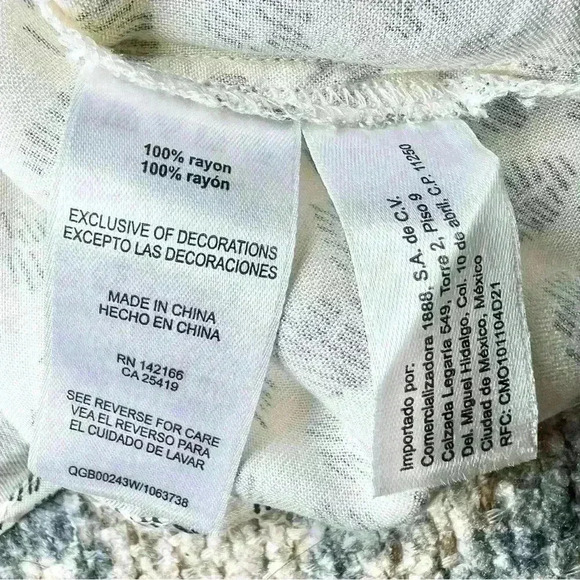 100% rayon
100% rayón
EXCLUSIVE OF DECORATIONS
EXCEPTO LAS DECORACIONES
MADE IN CHINA
HECHO EN CHINA
RN 142166
CA 25419
SEE REVERSE FOR CARE
VEA EL REVERSO PARA
EL CUIDADO DE LAVAR
QGB00243W/1063738
Importado por:
Comercializadora 1888, S.A. de C.V.
Calzada Legaria 549, Torre 2, Piso 9
Del. Miguel Hidalgo, Col. 10 de abril, C.P. 11250
Ciudad de México, México
RFC: CMO101104D21